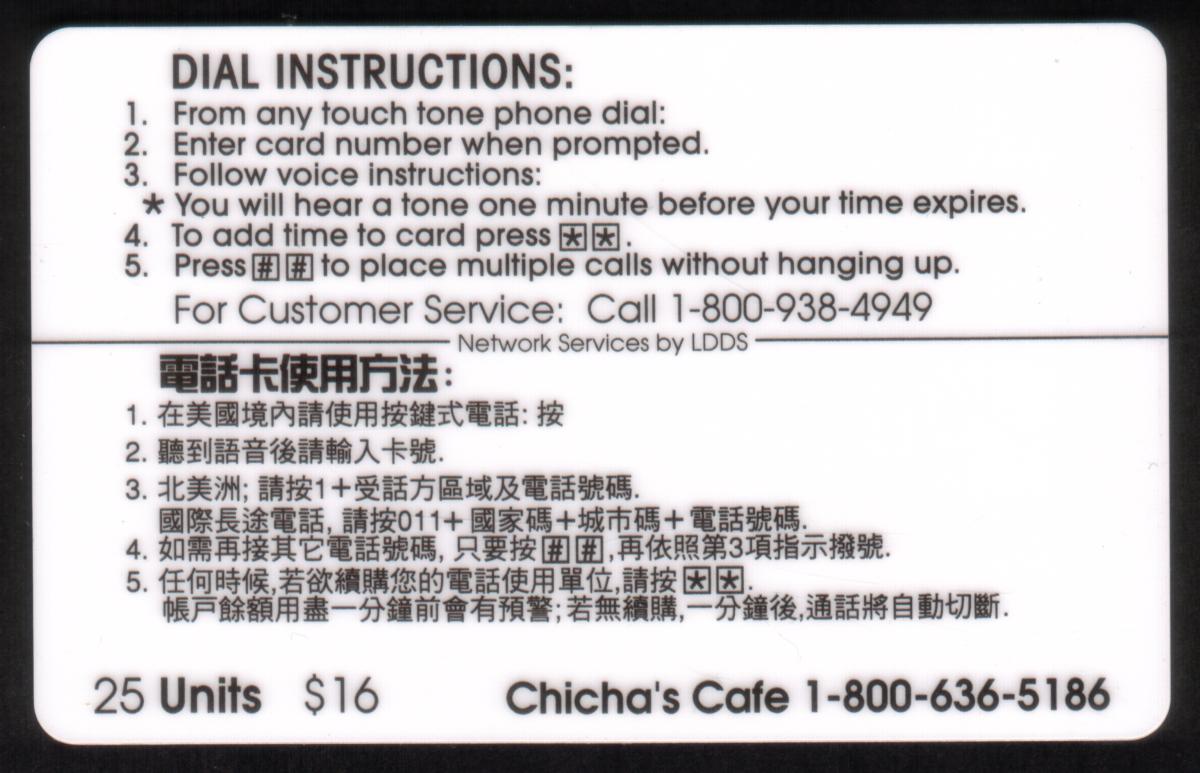 DIAL INSTRUCTIONS:
1. From any touch tone phone dial:
2. Enter card number when prompted.
3. Follow voice instructions:
* You will hear a tone one minute before your time expires.
4. To add time to card press [*][*].
5. Press [#][#] to place multiple calls without hanging up.
For Customer Service: Call 1-800-938-4949
Network Services by LDDS
電話卡使用方法:
1. 在美國境內請使用按鍵式電話: 按
2. 聽到語音後請輸入卡號.
3. 北美洲; 請按1+受話方區域及電話號碼.
國際長途電話, 請按011+ 國家碼+城市碼+ 電話號碼.
4. 如需再接其它電話號碼, 只要按[#][#],再依照第3項指示撥號.
5. 任何時候,若欲續購您的電話使用單位,請按[*][*].
帳戶餘額用盡一分鐘前會有預警; 若無續購,一分鐘後,通話將自動切斷.
25 Units $16
Chicha's Cafe 1-800-636-5186